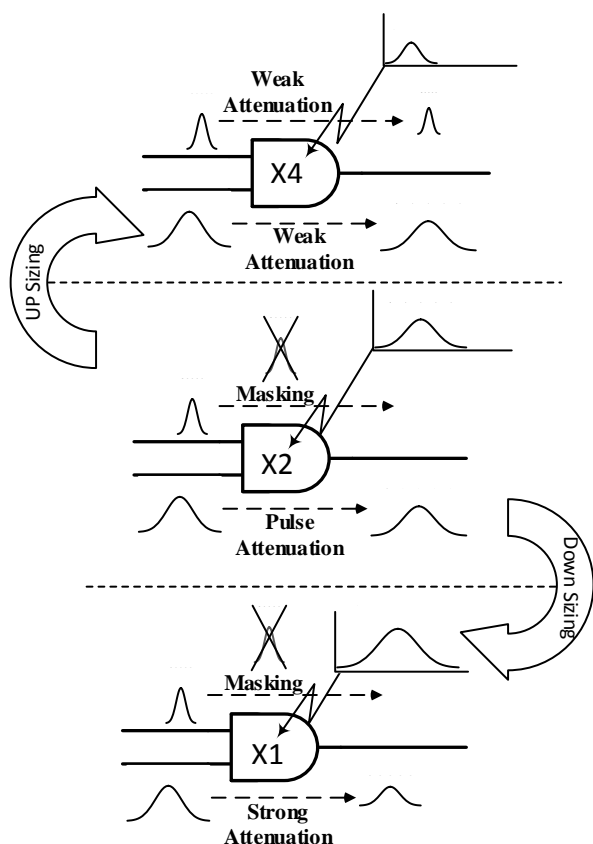 Weak
Attenuation
X4
Weak
Attenuation
UP Sizing
Masking
X2
Pulse
Attenuation
Down Sizing
Masking
X1
Strong
Attenuation